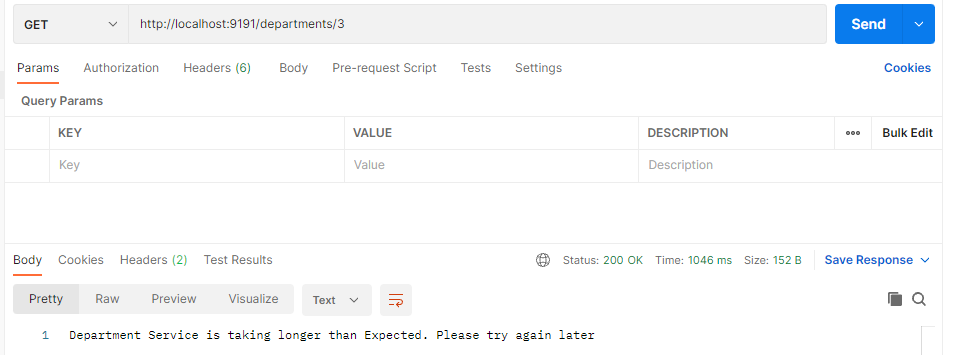 GET http://localhost:9191/departments/3 Send
Params Authorization Headers (6) Body Pre-request Script Tests Settings Cookies
Query Params
KEY VALUE DESCRIPTION ooo Bulk Edit
Key Value Description
Body Cookies Headers (2) Test Results Status: 200 OK Time: 1046 ms Size: 152 B Save Response
Pretty Raw Preview Visualize Text
1 Department Service is taking longer than Expected. Please try again later